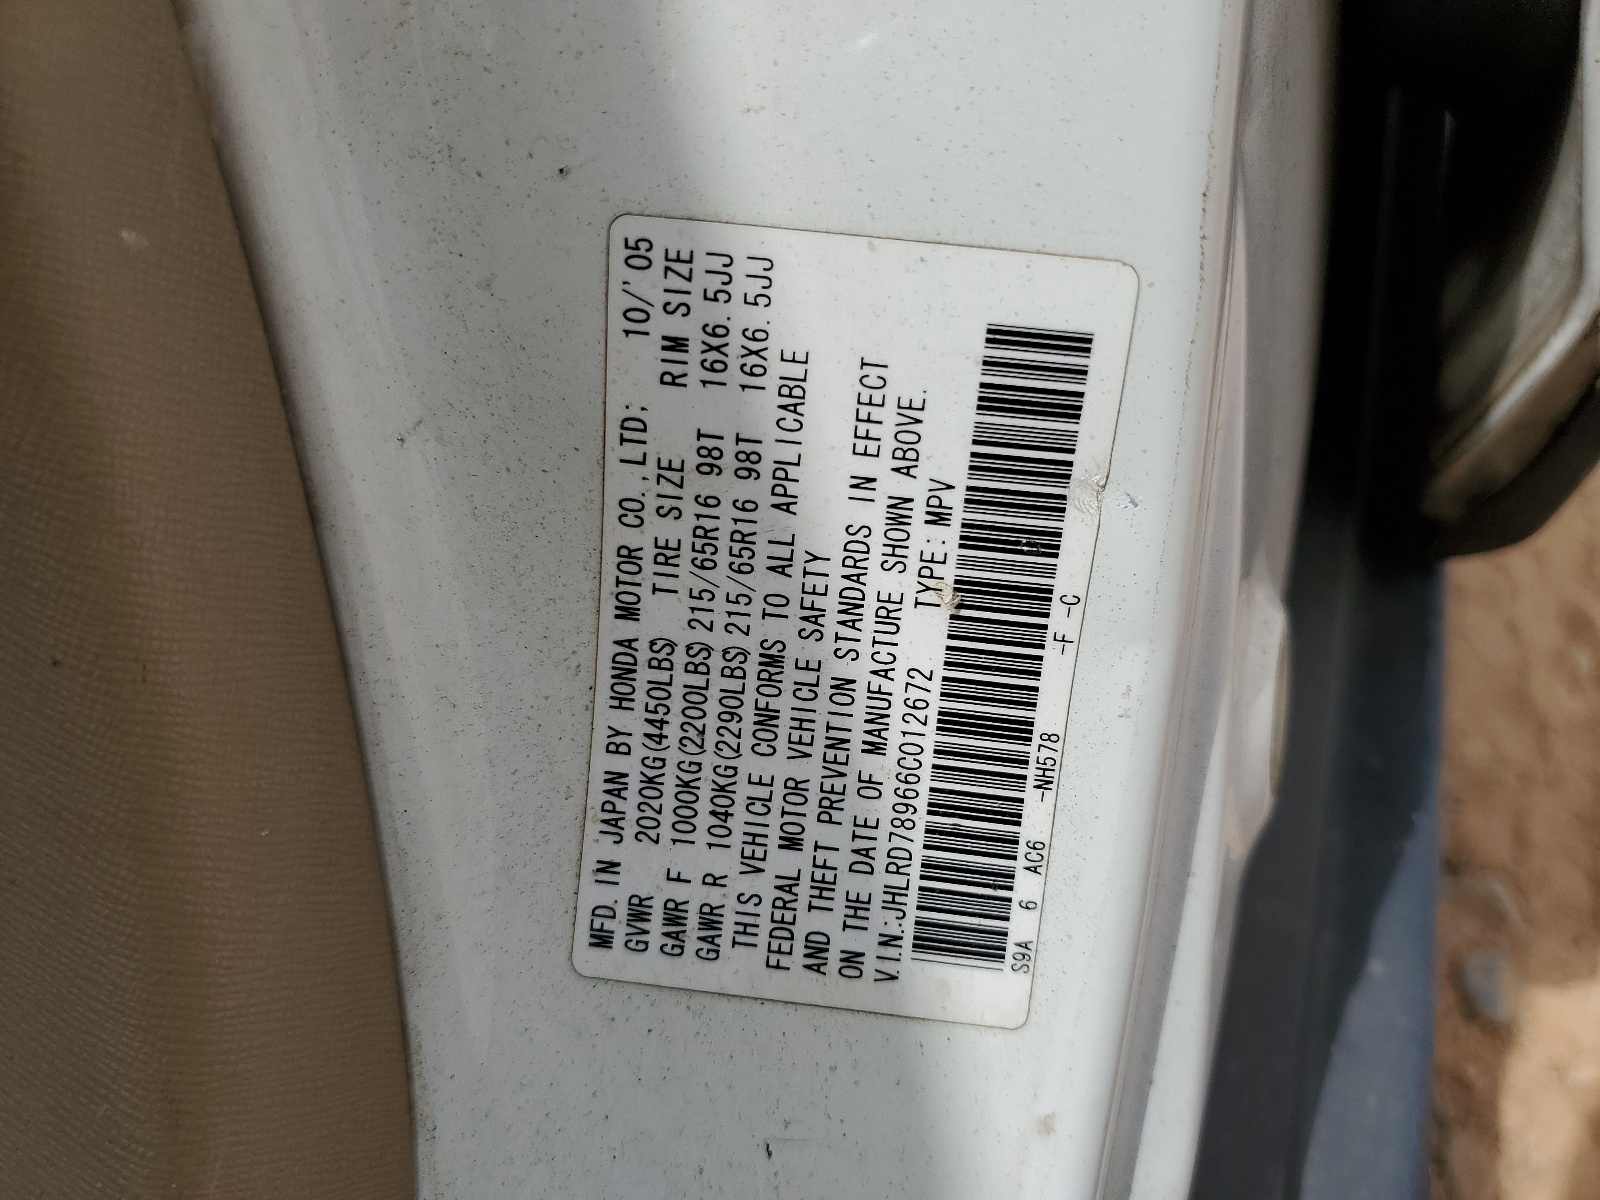 MFD. IN JAPAN BY HONDA MOTOR CO., LTD; 10/'05
GVWR 2020KG(4450LBS) TIRE SIZE RIM SIZE
GAWR F 1000KG(2200LBS) 215/65R16 98T 16X6.5JJ
GAWR R 1040KG(2290LBS) 215/65R16 98T 16X6.5JJ
THIS VEHICLE CONFORMS TO ALL APPLICABLE
FEDERAL MOTOR VEHICLE SAFETY
AND THEFT PREVENTION STANDARDS IN EFFECT
ON THE DATE OF MANUFACTURE SHOWN ABOVE.
V.I.N.:JHLRD78966C012672 TYPE:MPV
S9A 6 AC6 -NH578 -F -C